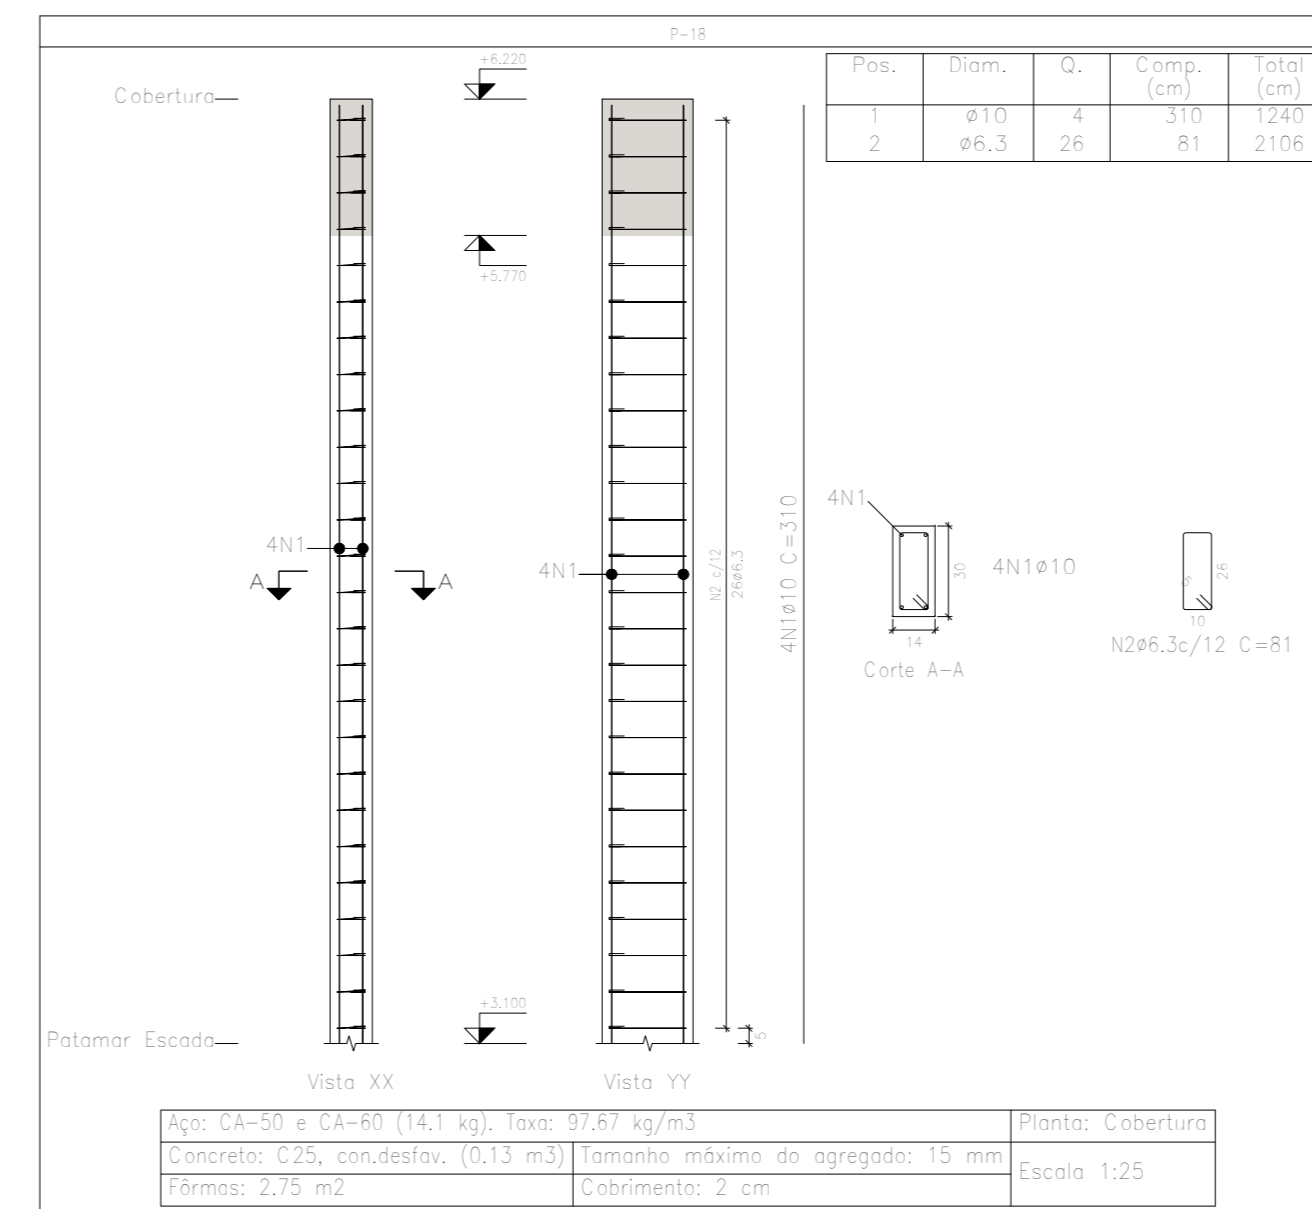 P-18
Cobertura
+6.220
+5.770
Pos. Diam. Q. Comp. (cm) Total (cm)
1 ø10 4 310 1240
2 ø6.3 26 81 2106
4N1
A A
4N1
N2 c/12
26ø6.3
4N1ø10 C=310
4N1
30
14
4N1ø10
Corte A-A
5
26
10
N2ø6.3c/12 C=81
+3.100
5
Patamar Escada
Vista XX
Vista YY
Aço: CA-50 e CA-60 (14.1 kg). Taxa: 97.67 kg/m3
Planta: Cobertura
Concreto: C25, con.desfav. (0.13 m3)
Tamanho máximo do agregado: 15 mm
Escala 1:25
Fôrmas: 2.75 m2
Cobrimento: 2 cm